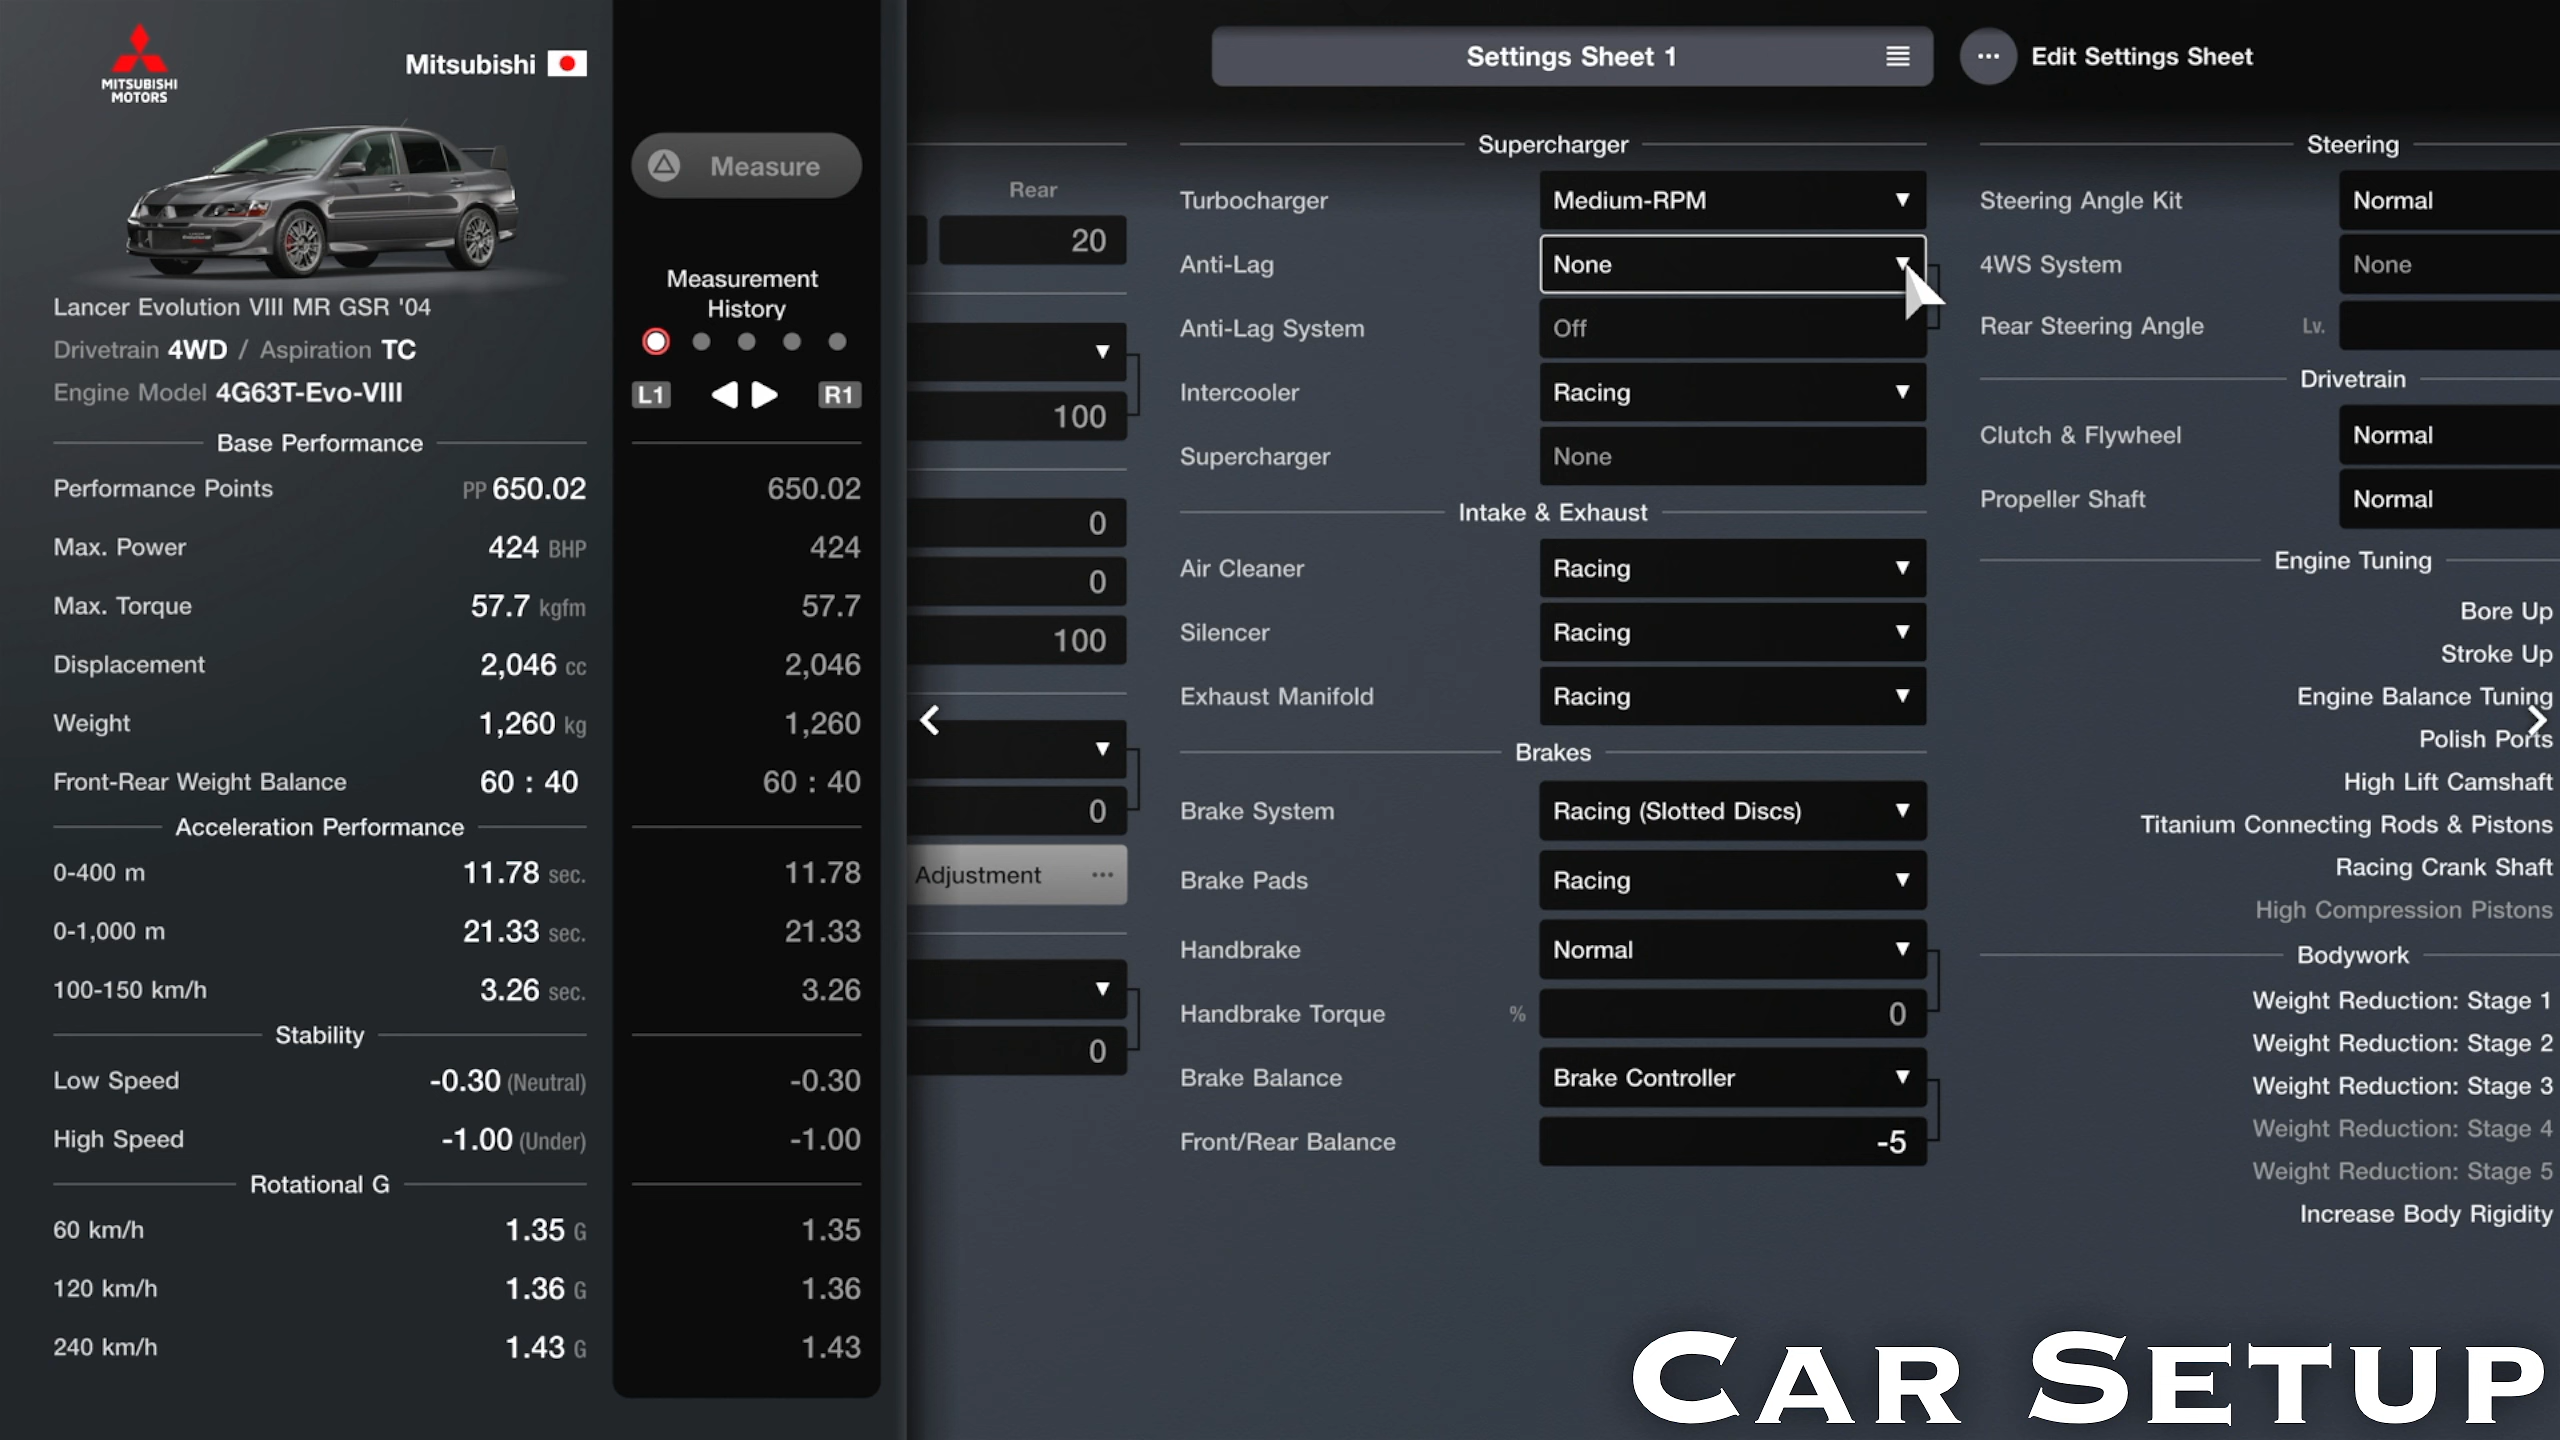 MITSUBISHI
MOTORS
Mitsubishi
Lancer Evolution VIII MR GSR '04
Drivetrain 4WD / Aspiration TC
Engine Model 4G63T-Evo-VIII
Base Performance
Performance Points PP 650.02
Max. Power 424 BHP
Max. Torque 57.7 kgfm
Displacement 2,046 cc
Weight 1,260 kg
Front-Rear Weight Balance 60 : 40
Acceleration Performance
0-400 m 11.78 sec.
0-1,000 m 21.33 sec.
100-150 km/h 3.26 sec.
Stability
Low Speed -0.30 (Neutral)
High Speed -1.00 (Under)
Rotational G
60 km/h 1.35 G
120 km/h 1.36 G
240 km/h 1.43 G
Measure
Measurement
History
L1 R1
650.02
424
57.7
2,046
1,260
60 : 40
11.78
21.33
3.26
-0.30
-1.00
1.35
1.36
1.43
Settings Sheet 1
Edit Settings Sheet
Rear
20
100
0
0
100
0
Adjustment
0
Supercharger
Turbocharger Medium-RPM
Anti-Lag None
Anti-Lag System Off
Intercooler Racing
Supercharger None
Intake & Exhaust
Air Cleaner Racing
Silencer Racing
Exhaust Manifold Racing
Brakes
Brake System Racing (Slotted Discs)
Brake Pads Racing
Handbrake Normal
Handbrake Torque % 0
Brake Balance Brake Controller
Front/Rear Balance -5
Steering
Steering Angle Kit Normal
4WS System None
Rear Steering Angle Lv.
Drivetrain
Clutch & Flywheel Normal
Propeller Shaft Normal
Engine Tuning
Bore Up
Stroke Up
Engine Balance Tuning
Polish Ports
High Lift Camshaft
Titanium Connecting Rods & Pistons
Racing Crank Shaft
High Compression Pistons
Bodywork
Weight Reduction: Stage 1
Weight Reduction: Stage 2
Weight Reduction: Stage 3
Weight Reduction: Stage 4
Weight Reduction: Stage 5
Increase Body Rigidity
CAR SETUP